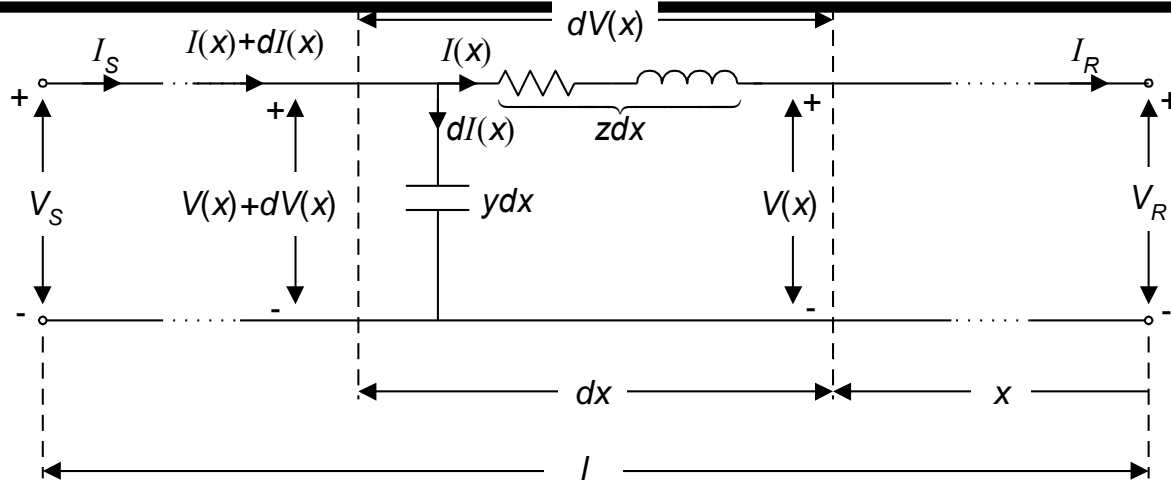 dV(x)
I_S I(x)+dI(x) I(x) I_R
+ + + +
dI(x) zdx
V_S V(x)+dV(x) ydx V(x) V_R
- - - -
dx x
l